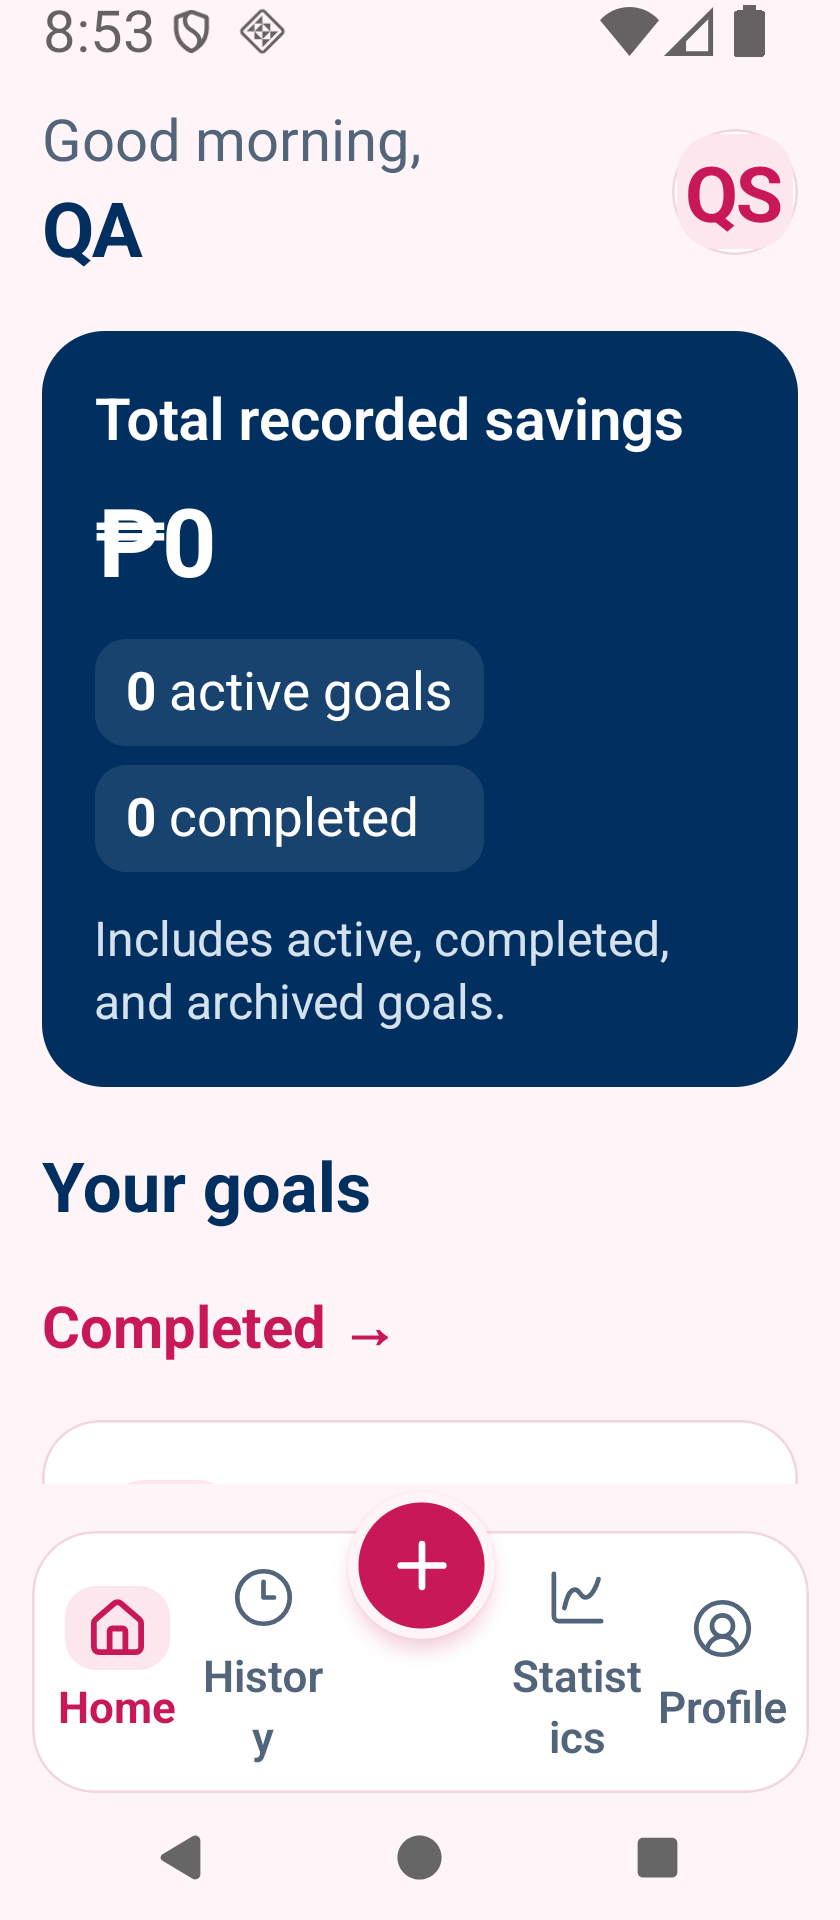 8:53
Good morning,
QA
QS
Total recorded savings
₱0
0 active goals
0 completed
Includes active, completed,
and archived goals.
Your goals
Completed →
Home
Histor
y
Statist
ics
Profile